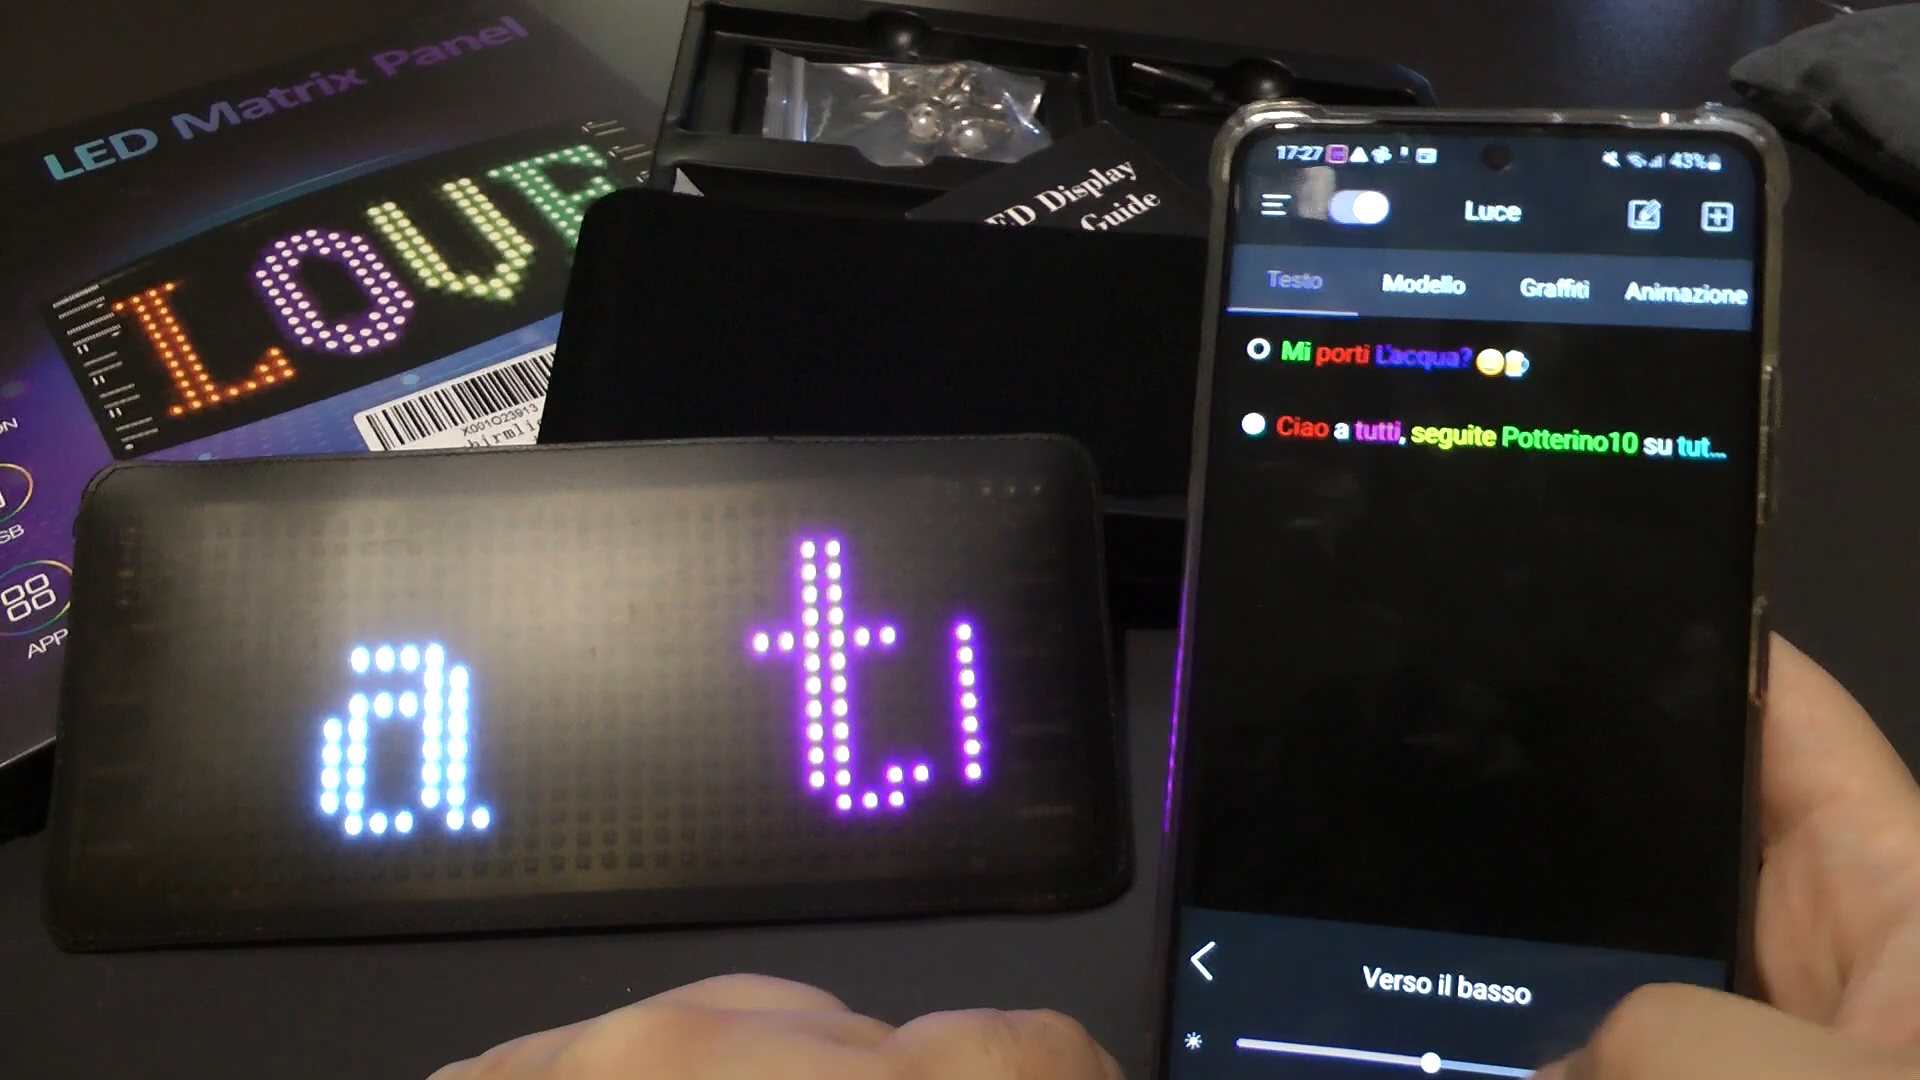 LED Matrix Panel
LOVE
X001O23913
APP
ED Display
Guide
a t
17:27
43%
Luce
Testo Modello Graffiti Animazione
Mi porti L'acqua? 😀🍺
Ciao a tutti, seguite Potterino10 su tut...
Verso il basso